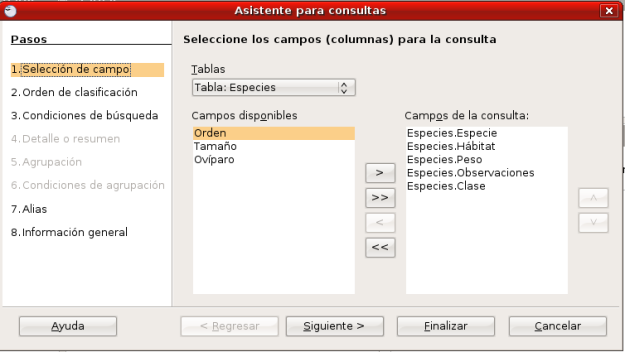 Asistente para consultas
Pasos
1.Selección de campo
2.Orden de clasificación
3.Condiciones de búsqueda
4.Detalle o resumen
5.Agrupación
6.Condiciones de agrupación
7.Alias
8.Información general
Seleccione los campos (columnas) para la consulta
Tablas
Tabla: Especies
Campos disponibles
Orden
Tamaño
Ovíparo
>
>>
<
<<
Campos de la consulta:
Especies.Especie
Especies.Hábitat
Especies.Peso
Especies.Observaciones
Especies.Clase
Ayuda
< Regresar
Siguiente >
Finalizar
Cancelar